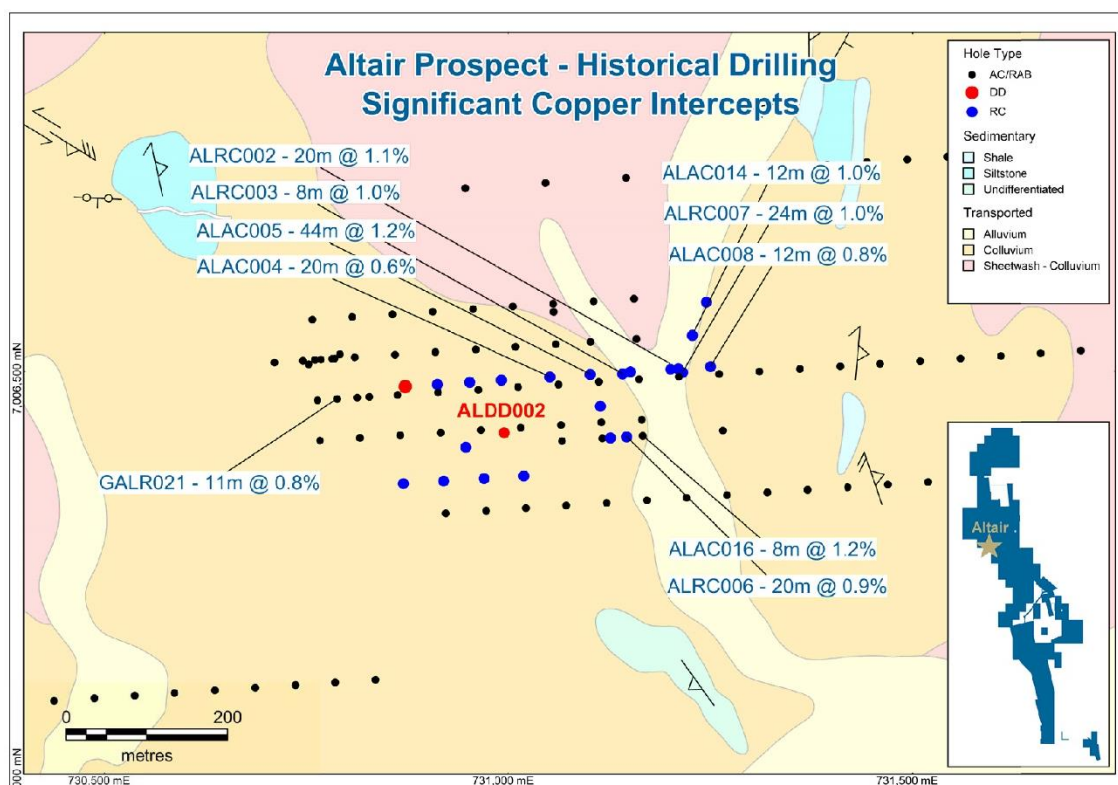 Altair Prospect - Historical Drilling
Significant Copper Intercepts
ALRC002 - 20m @ 1.1%
ALRC003 - 8m @ 1.0%
ALAC005 - 44m @ 1.2%
ALAC004 - 20m @ 0.6%
ALAC014 - 12m @ 1.0%
ALRC007 - 24m @ 1.0%
ALAC008 - 12m @ 0.8%
ALDD002
GALR021 - 11m @ 0.8%
ALAC016 - 8m @ 1.2%
ALRC006 - 20m @ 0.9%
Hole Type
AC/RAB
DD
RC
Sedimentary
Shale
Siltstone
Undifferentiated
Transported
Alluvium
Colluvium
Sheetwash - Colluvium
Altair
7,006,500 mN
000 mN
0
200
metres
730,500 mE
731,000 mE
731,500 mE